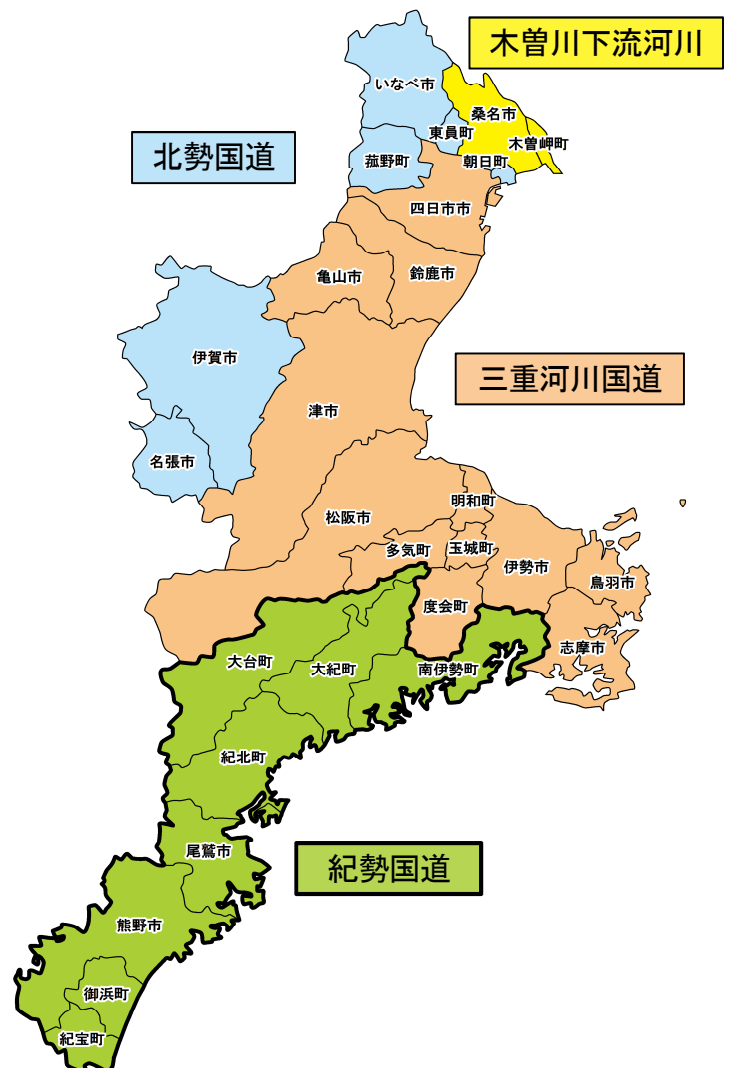 木曽川下流河川
いなべ市
桑名市
東員町
木曽岬町
北勢国道
菰野町
朝日町
四日市市
亀山市
鈴鹿市
伊賀市
三重河川国道
津市
名張市
明和町
松阪市
多気町
玉城町
伊勢市
鳥羽市
度会町
志摩市
大台町
大紀町
南伊勢町
紀北町
尾鷲市
紀勢国道
熊野市
御浜町
紀宝町